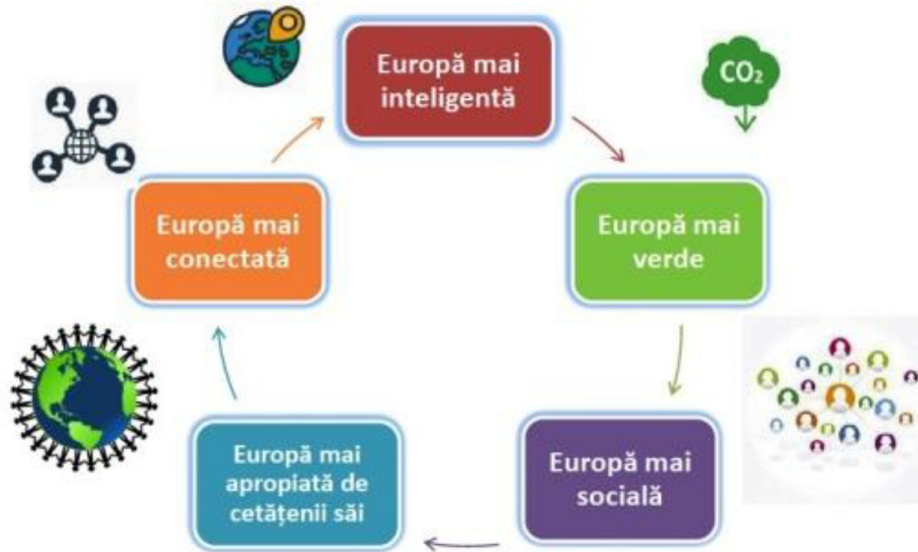 Europă mai
inteligentă
CO₂
Europă mai
verde
Europă mai
socială
Europă mai
apropiată de
cetățenii săi
Europă mai
conectată